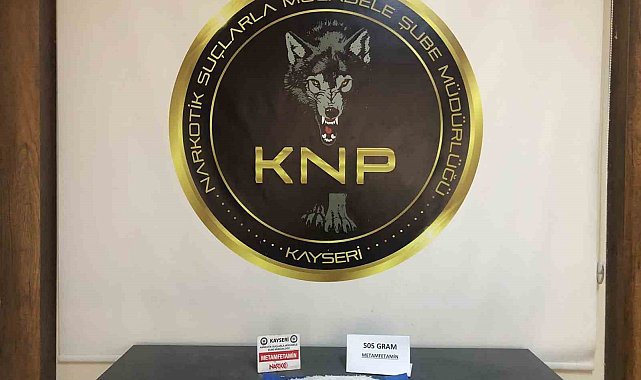 NARKOTİK SUÇLARLA MÜCADELE ŞUBE MÜDÜRLÜĞÜ
KNP
KAYSERİ
KAYSERİ
METAMFETAMİN
505 GRAM
METAMFETAMİN